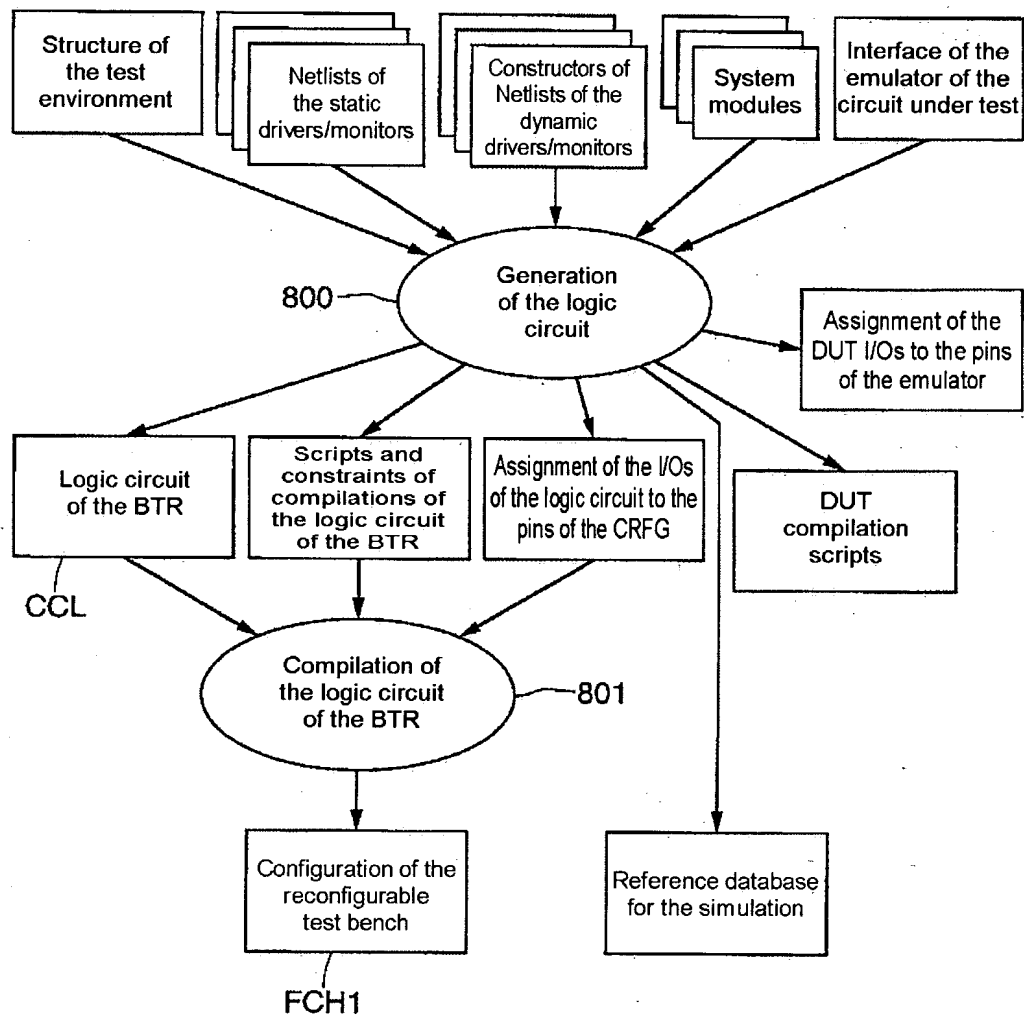 Structure of
the test
environment
Netlists of
the static
drivers/monitors
Constructors of
Netlists of the
dynamic
drivers/monitors
System
modules
Interface of the
emulator of the
circuit under test
Generation
of the logic
circuit
800
Assignment of the
DUT I/Os to the pins
of the emulator
Logic circuit
of the BTR
Scripts and
constraints of
compilations of
the logic circuit
of the BTR
Assignment of the I/Os
of the logic circuit to the
pins of the CRFG
DUT
compilation
scripts
CCL
Compilation of
the logic circuit
of the BTR
801
Configuration of the
reconfigurable
test bench
Reference database
for the simulation
FCH1